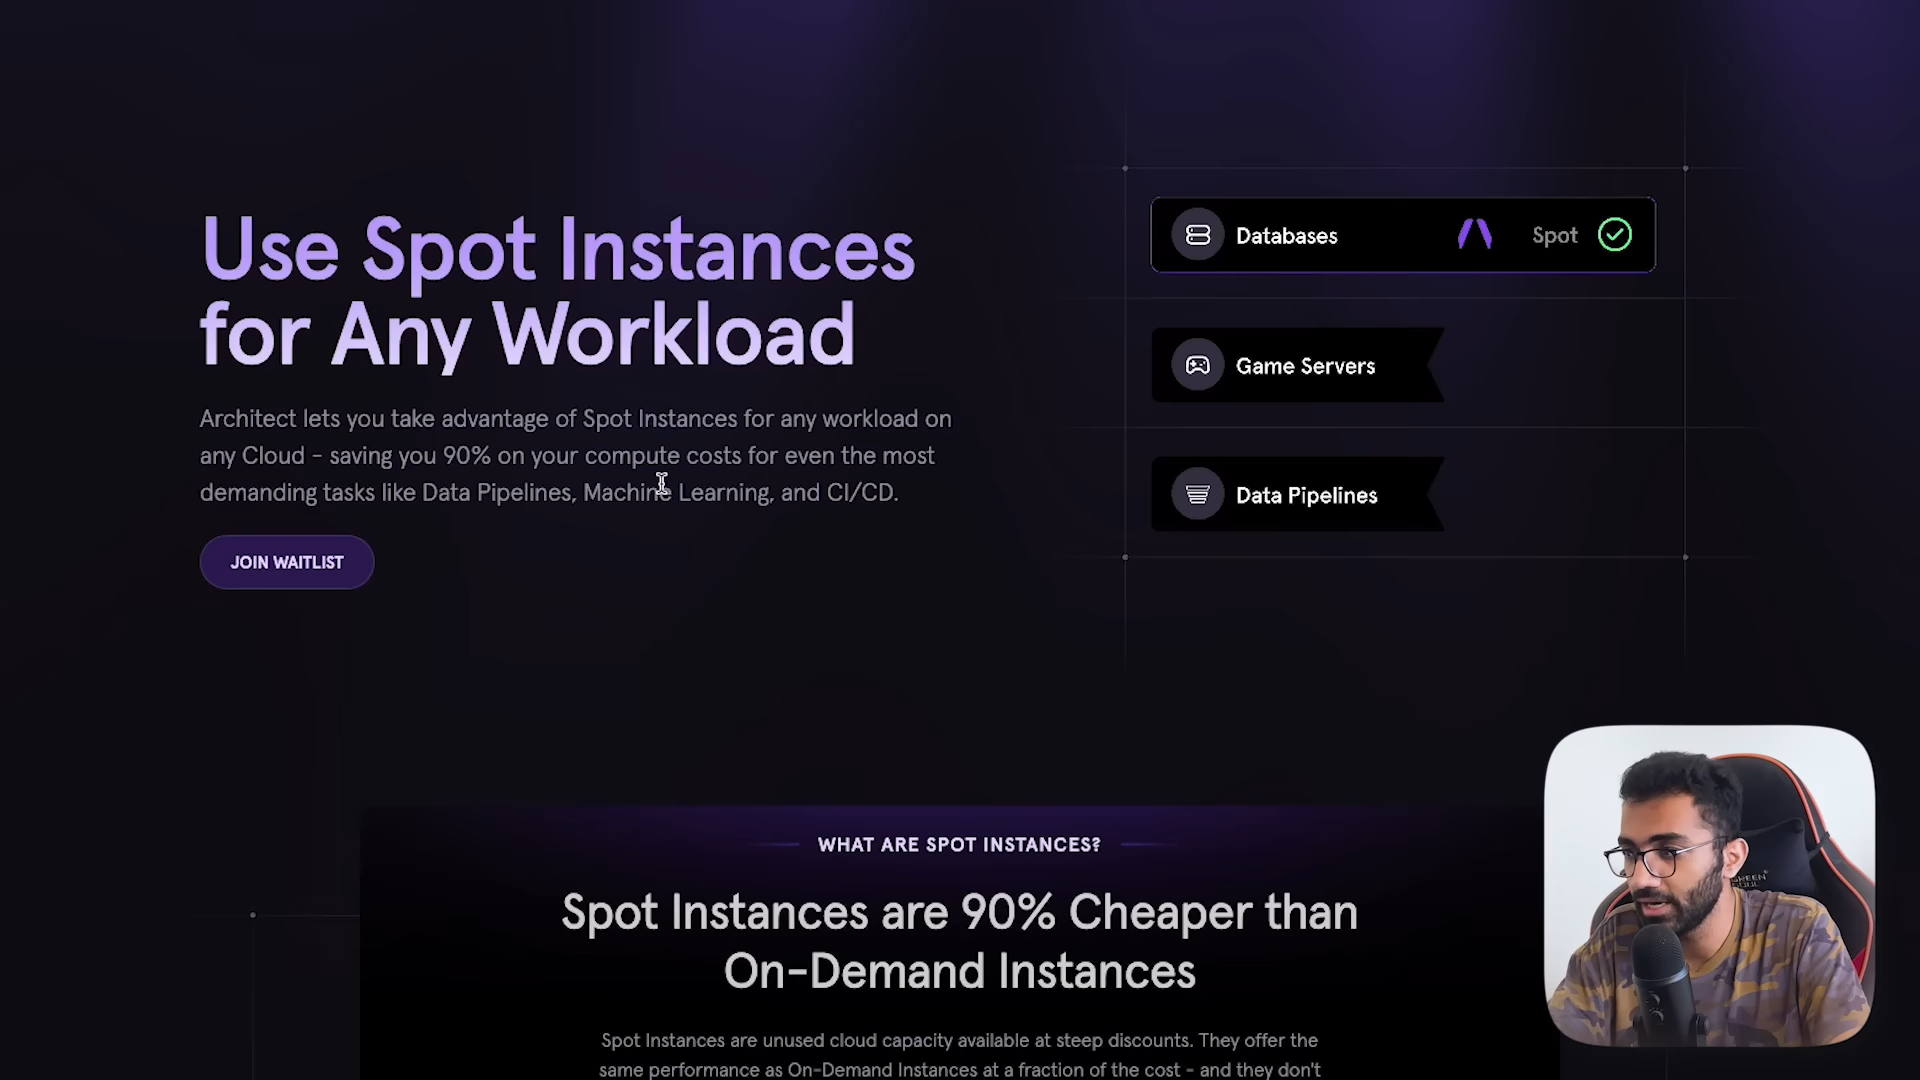 Use Spot Instances
for Any Workload
Architect lets you take advantage of Spot Instances for any workload on
any Cloud - saving you 90% on your compute costs for even the most
demanding tasks like Data Pipelines, Machine Learning, and CI/CD.
JOIN WAITLIST
Databases
Spot
Game Servers
Data Pipelines
WHAT ARE SPOT INSTANCES?
Spot Instances are 90% Cheaper than
On-Demand Instances
Spot Instances are unused cloud capacity available at steep discounts. They offer the
same performance as On-Demand Instances at a fraction of the cost - and they don't